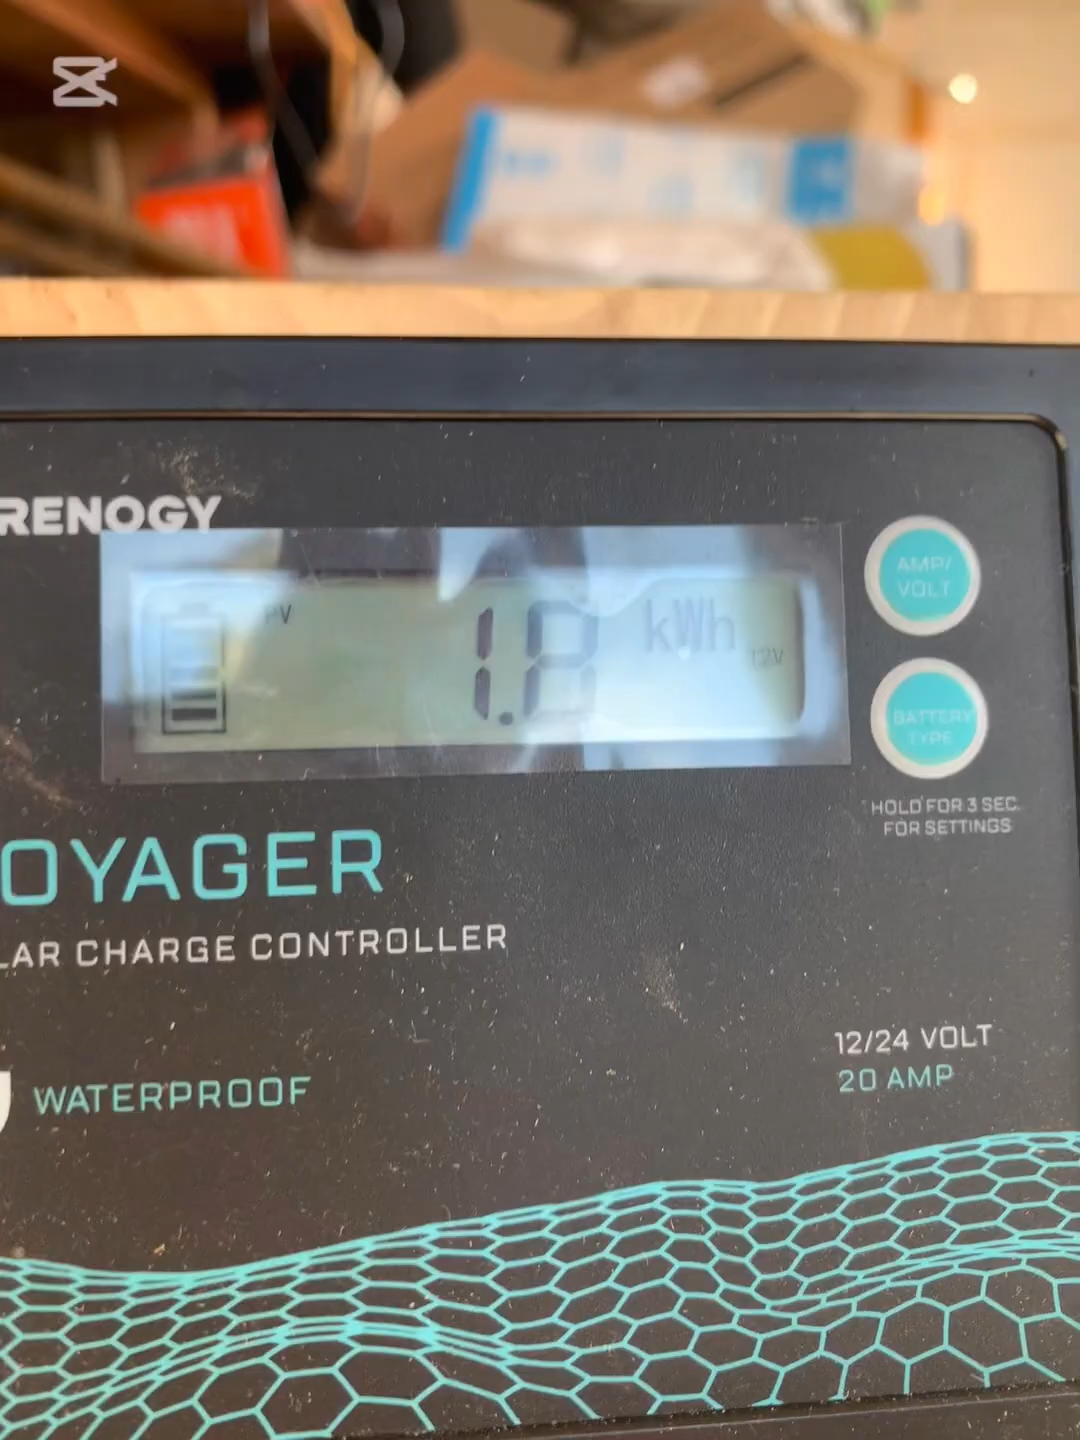 RENOGY
PV
1.8 kWh
12V
AMP/
VOLT
BATTERY
TYPE
HOLD FOR 3 SEC.
FOR SETTINGS
OYAGER
LAR CHARGE CONTROLLER
WATERPROOF
12/24 VOLT
20 AMP